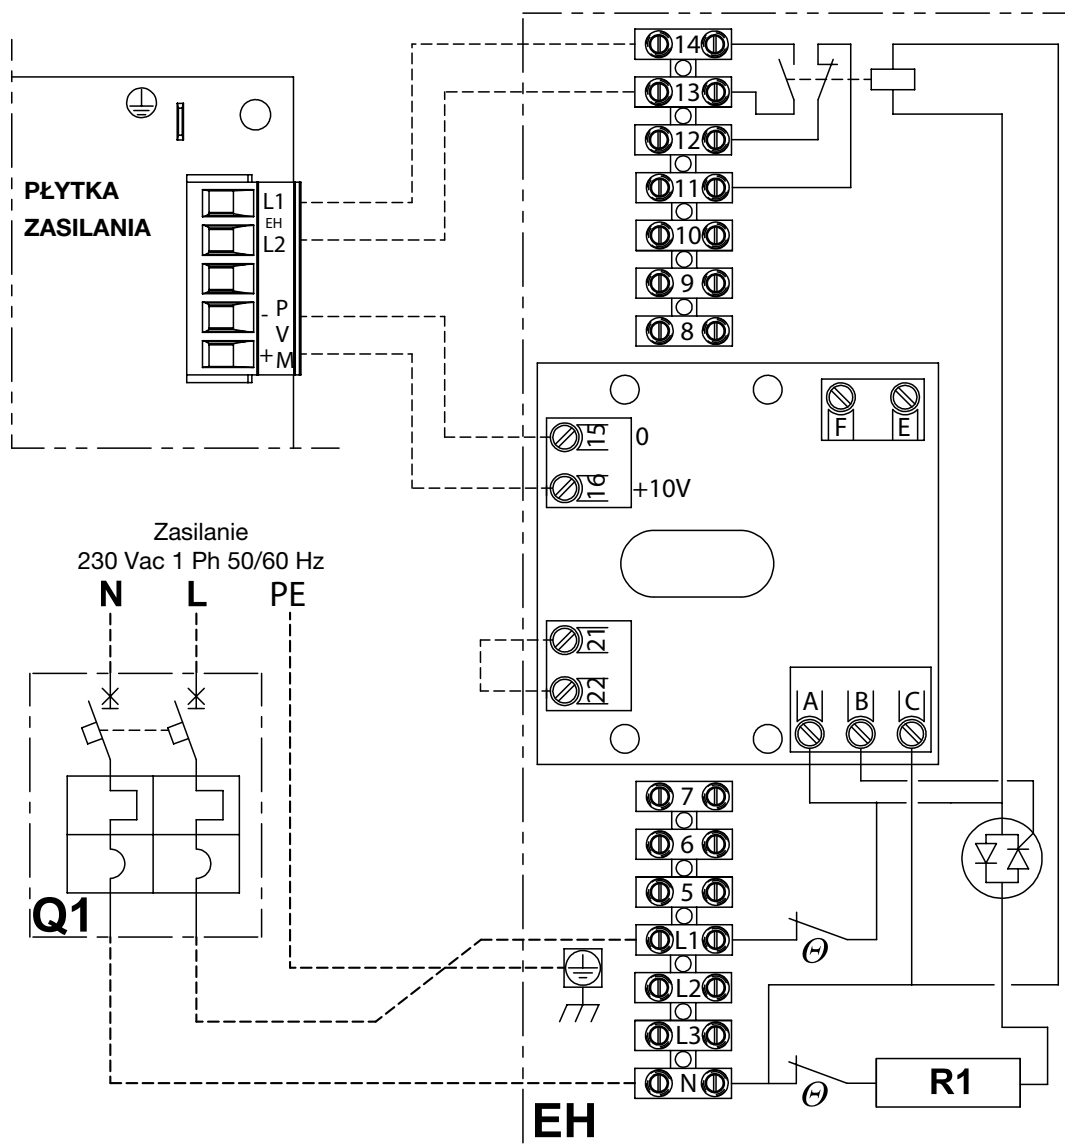 14
13
12
11
10
9
8
PŁYTKA
ZASILANIA
L1
EH
L2
- P
V
+ M
15 0
16 +10V
F E
Zasilanie
230 Vac 1 Ph 50/60 Hz
N L PE
21
22
A B C
Q1
7
6
5
L1 Θ
L2
L3
N Θ
R1
EH